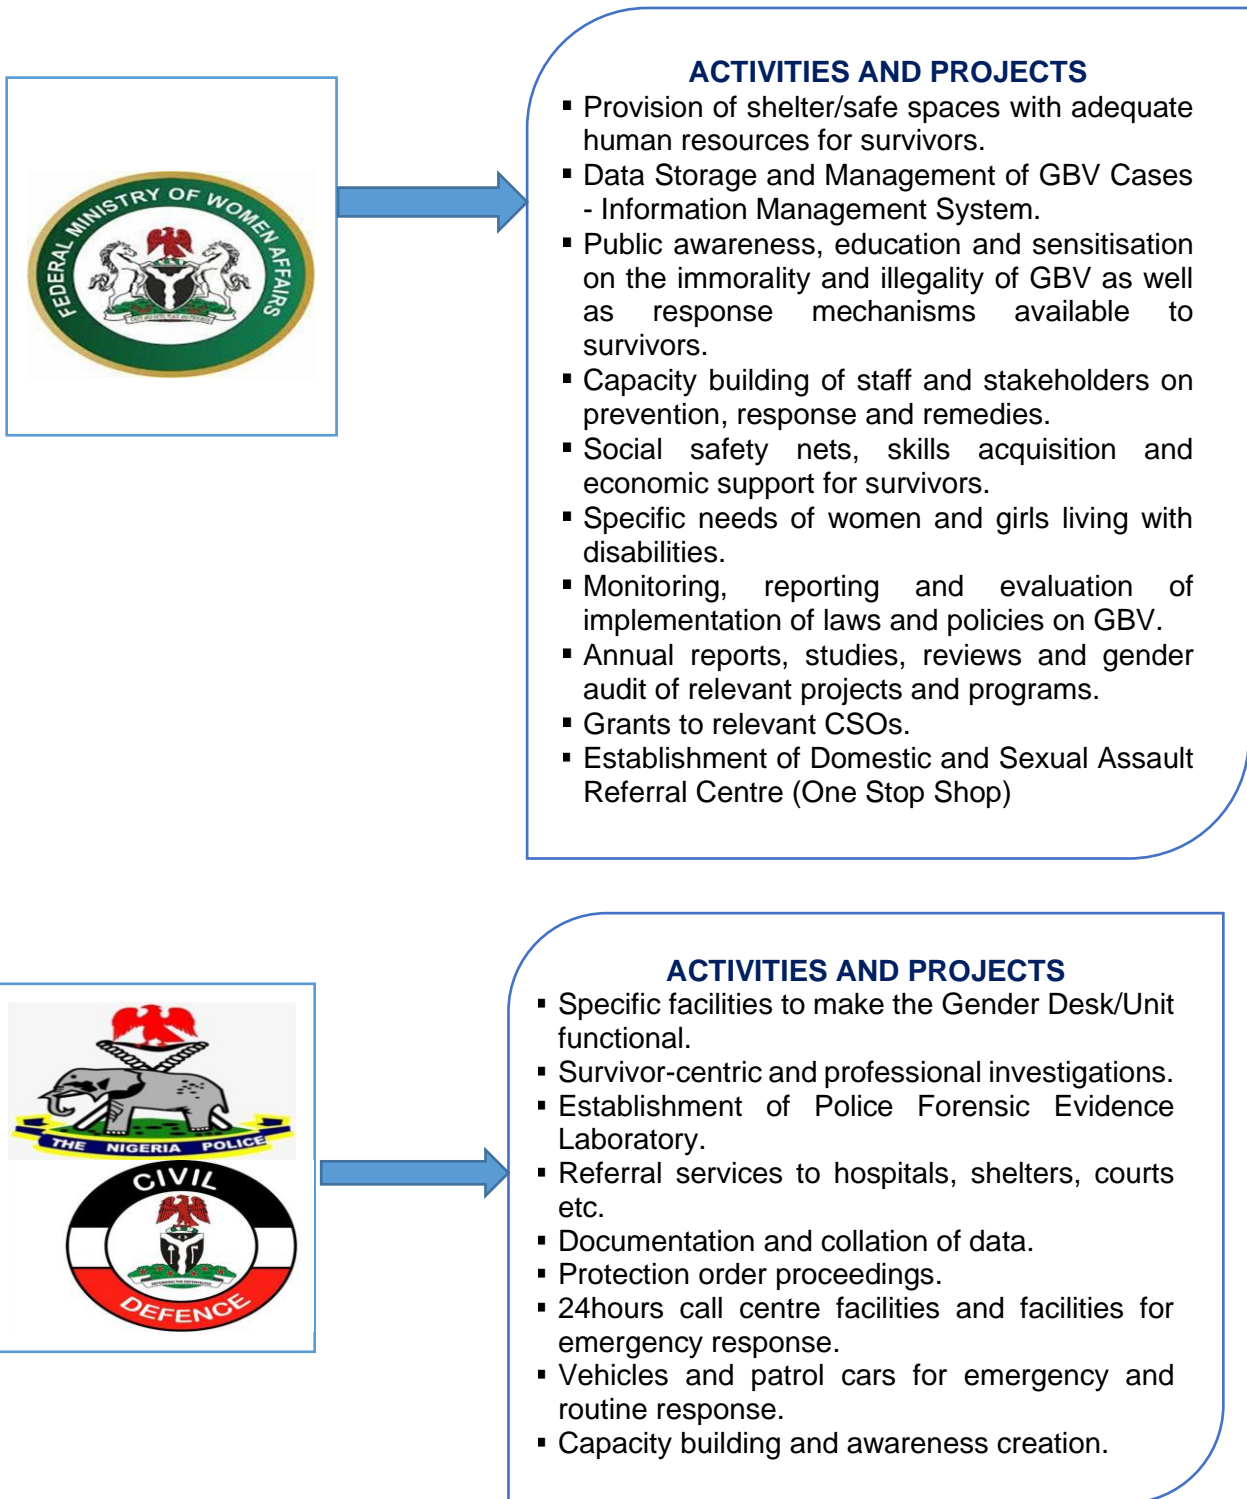 ACTIVITIES AND PROJECTS
▪ Provision of shelter/safe spaces with adequate
human resources for survivors.
▪ Data Storage and Management of GBV Cases
- Information Management System.
▪ Public awareness, education and sensitisation
on the immorality and illegality of GBV as well
as response mechanisms available to
survivors.
▪ Capacity building of staff and stakeholders on
prevention, response and remedies.
▪ Social safety nets, skills acquisition and
economic support for survivors.
▪ Specific needs of women and girls living with
disabilities.
▪ Monitoring, reporting and evaluation of
implementation of laws and policies on GBV.
▪ Annual reports, studies, reviews and gender
audit of relevant projects and programs.
▪ Grants to relevant CSOs.
▪ Establishment of Domestic and Sexual Assault
Referral Centre (One Stop Shop)
FEDERAL MINISTRY OF WOMEN AFFAIRS
ACTIVITIES AND PROJECTS
▪ Specific facilities to make the Gender Desk/Unit
functional.
▪ Survivor-centric and professional investigations.
▪ Establishment of Police Forensic Evidence
Laboratory.
▪ Referral services to hospitals, shelters, courts
etc.
▪ Documentation and collation of data.
▪ Protection order proceedings.
▪ 24hours call centre facilities and facilities for
emergency response.
▪ Vehicles and patrol cars for emergency and
routine response.
▪ Capacity building and awareness creation.
THE NIGERIA POLICE
CIVIL
DEFENCE